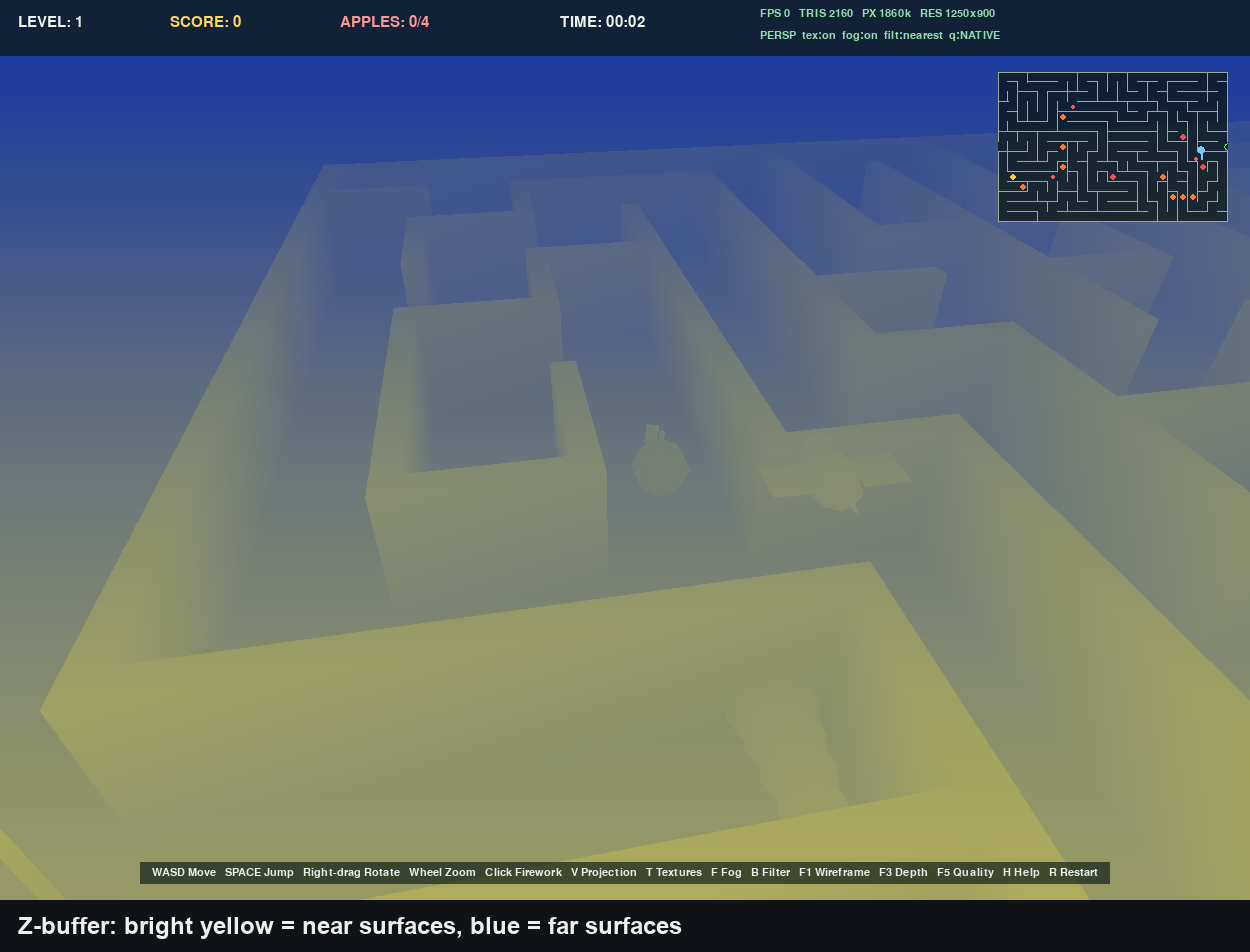 LEVEL: 1 SCORE: 0 APPLES: 0/4 TIME: 00:02
FPS 0 TRIS 2160 PX 1860k RES 1250x900
PERSP tex:on fog:on filt:nearest q:NATIVE
WASD Move SPACE Jump Right-drag Rotate Wheel Zoom Click Firework V Projection T Textures F Fog B Filter F1 Wireframe F3 Depth F5 Quality H Help R Restart
Z-buffer: bright yellow = near surfaces, blue = far surfaces